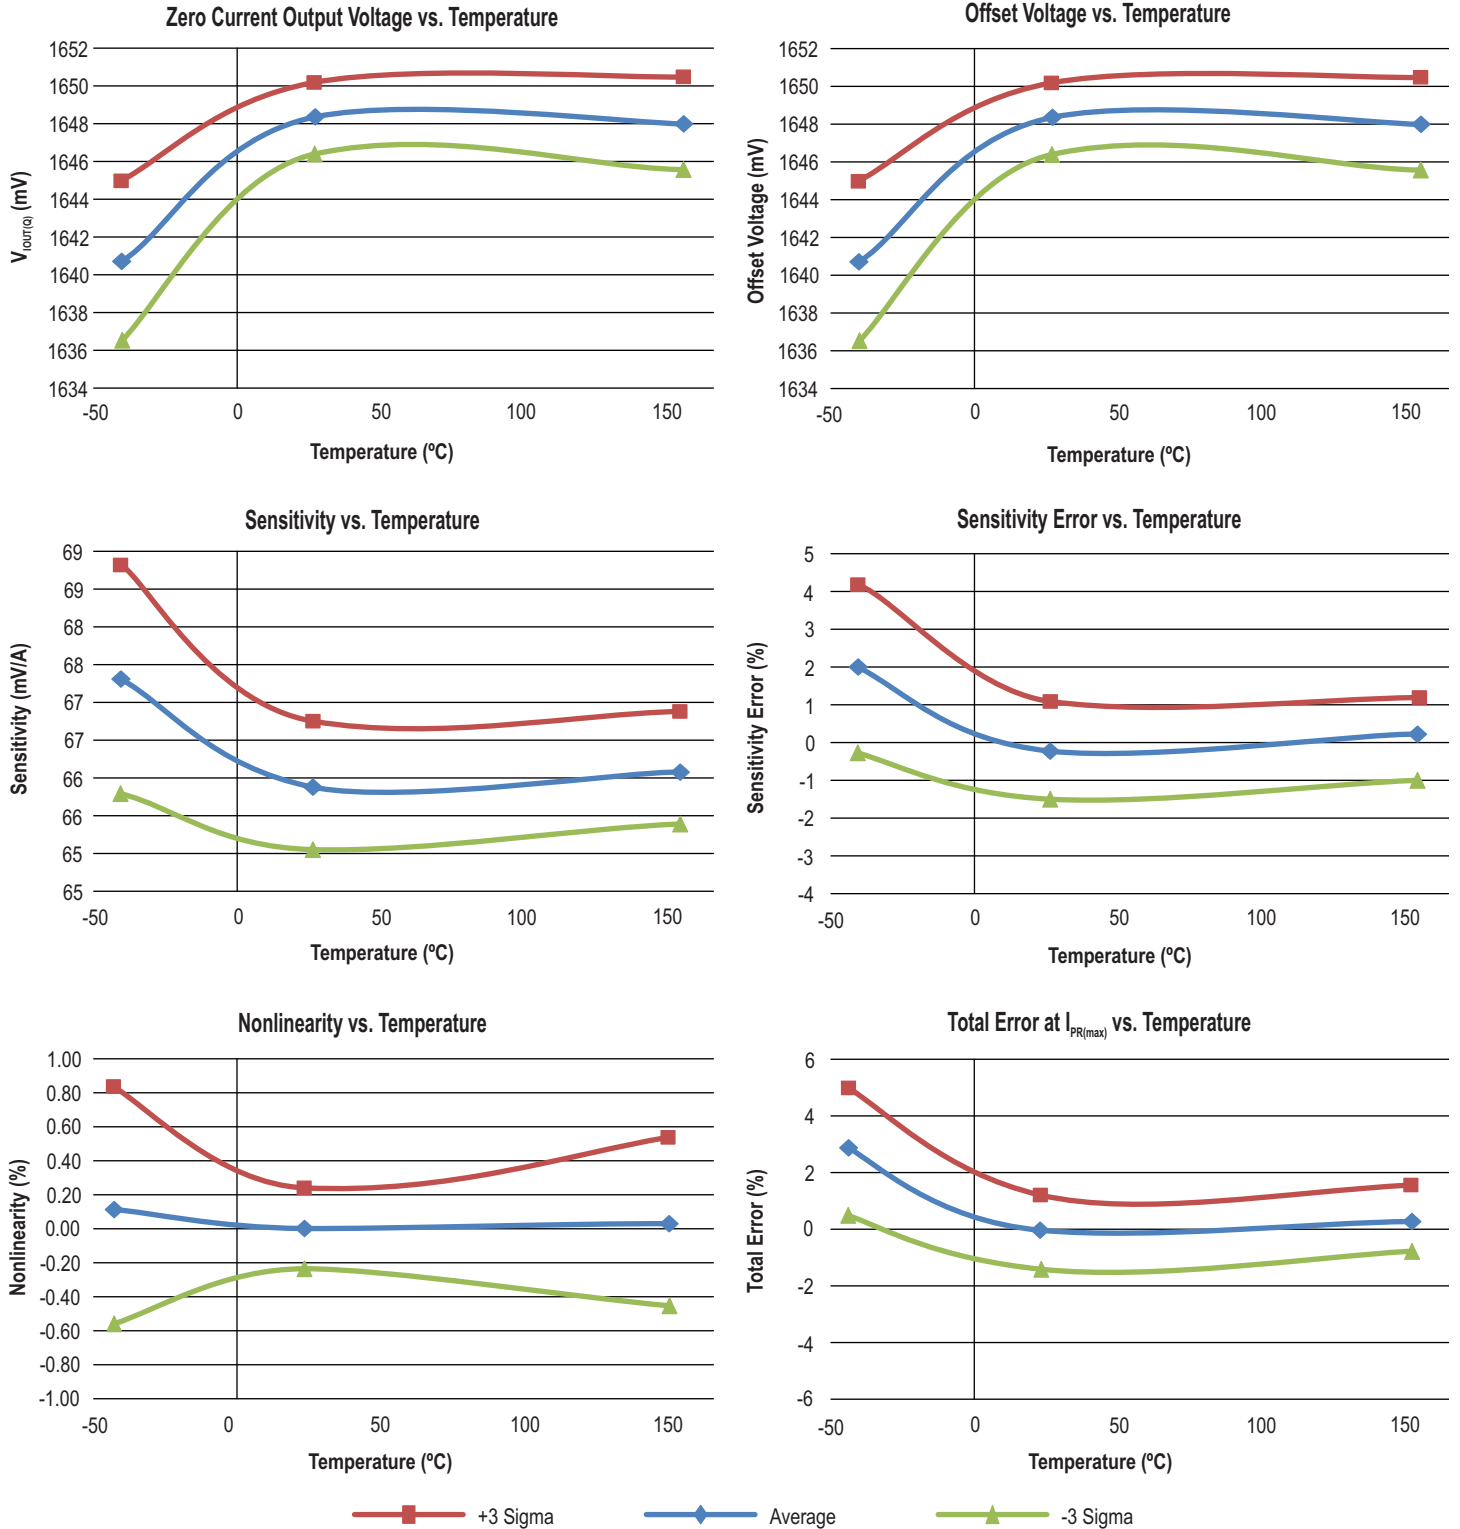 Zero Current Output Voltage vs. Temperature
1652
1650
1648
1646
1644
1642
1640
1638
1636
1634
VIOUT(Q) (mV)
-50 0 50 100 150
Temperature (ºC)
Offset Voltage vs. Temperature
1652
1650
1648
1646
1644
1642
1640
1638
1636
1634
Offset Voltage (mV)
-50 0 50 100 150
Temperature (ºC)
Sensitivity vs. Temperature
69
69
68
68
67
67
66
66
65
65
Sensitivity (mV/A)
-50 0 50 100 150
Temperature (ºC)
Sensitivity Error vs. Temperature
5
4
3
2
1
0
-1
-2
-3
-4
Sensitivity Error (%)
-50 0 50 100 150
Temperature (ºC)
Nonlinearity vs. Temperature
1.00
0.80
0.60
0.40
0.20
0.00
-0.20
-0.40
-0.60
-0.80
-1.00
Nonlinearity (%)
-50 0 50 100 150
Temperature (ºC)
Total Error at IPR(max) vs. Temperature
6
4
2
0
-2
-4
-6
Total Error (%)
-50 0 50 100 150
Temperature (ºC)
+3 Sigma Average -3 Sigma